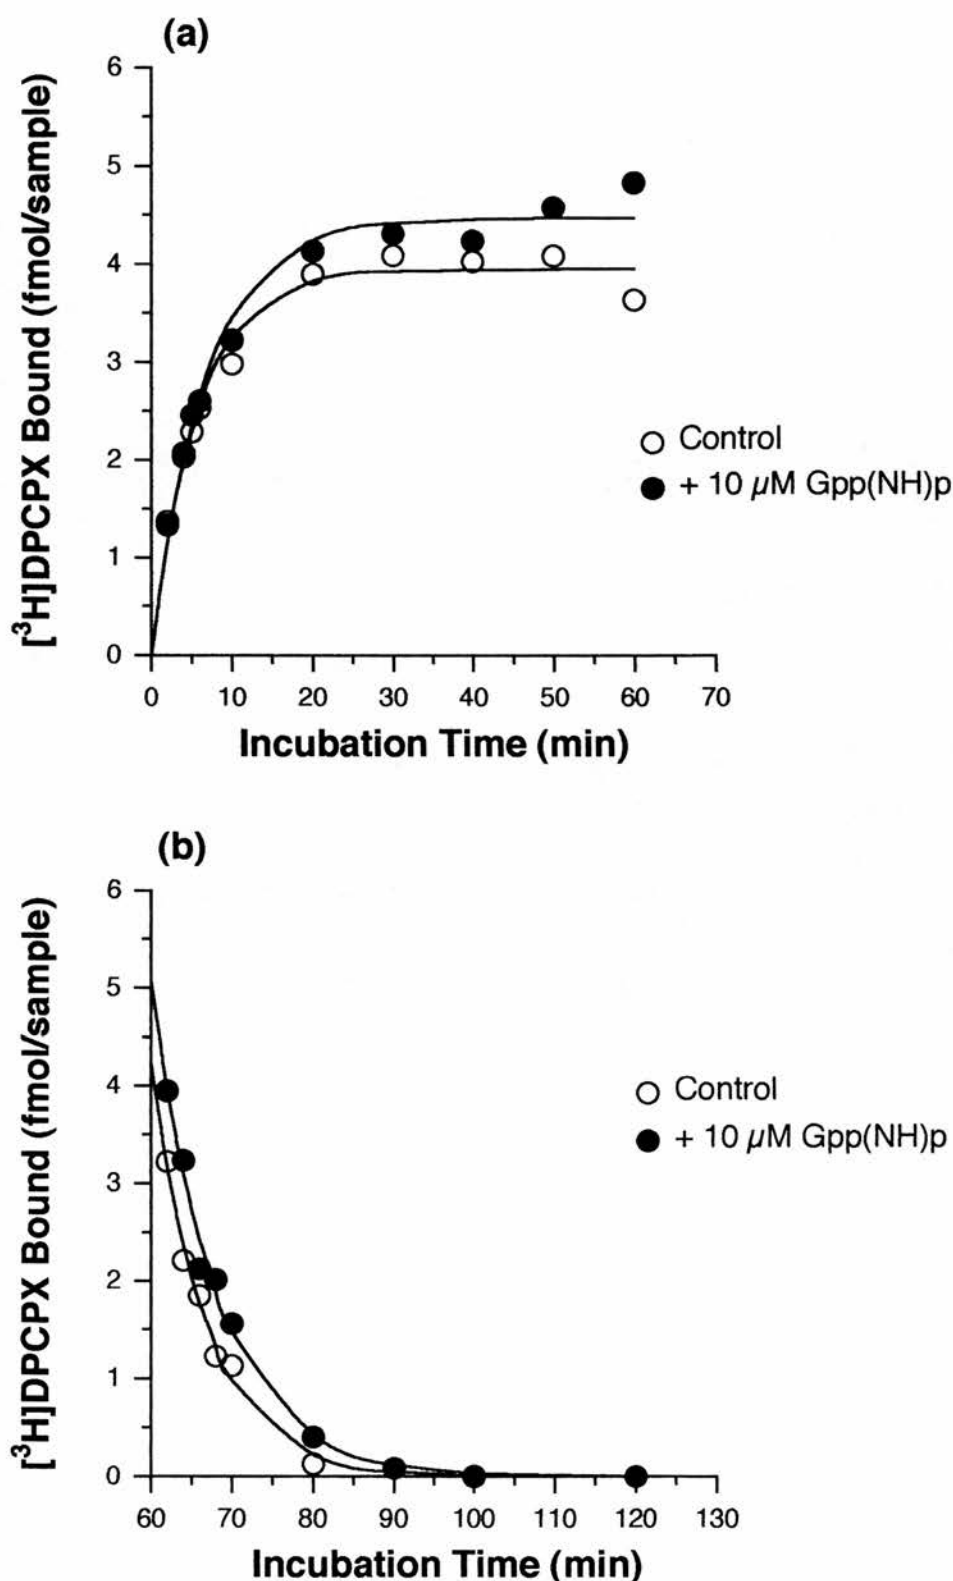 (a)
[³H]DPCPX Bound (fmol/sample)
6
5
4
3
2
1
0
0 10 20 30 40 50 60 70
Incubation Time (min)
Control
+ 10 µM Gpp(NH)p
(b)
[³H]DPCPX Bound (fmol/sample)
6
5
4
3
2
1
0
60 70 80 90 100 110 120 130
Incubation Time (min)
Control
+ 10 µM Gpp(NH)p